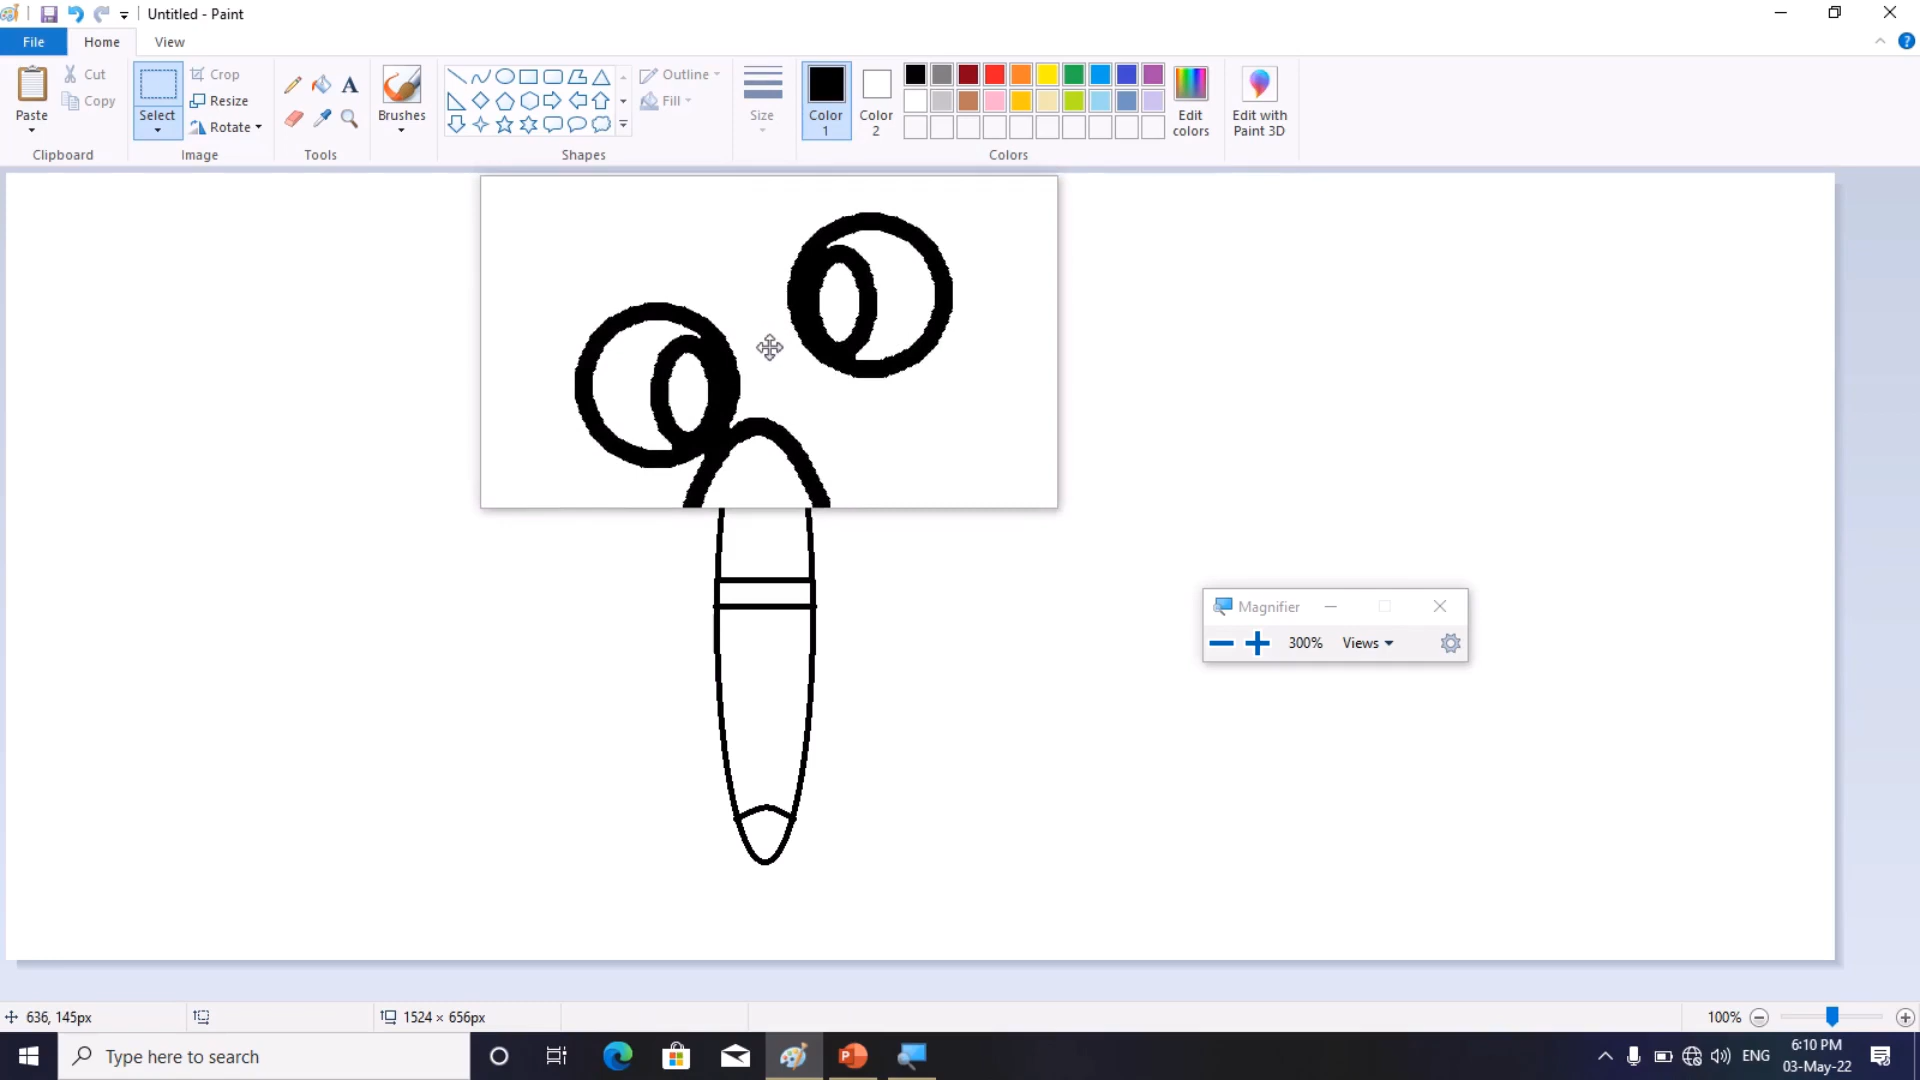 Untitled - Paint
File
Home
View
Paste
Cut
Copy
Clipboard
Select
Crop
Resize
Rotate
Image
A
Tools
Brushes
Shapes
Outline
Fill
Size
Color
1
Color
2
Colors
Edit
colors
Edit with
Paint 3D
Magnifier
300%
Views
636, 145px
1524 × 656px
100%
Type here to search
ENG
6:10 PM
03-May-22